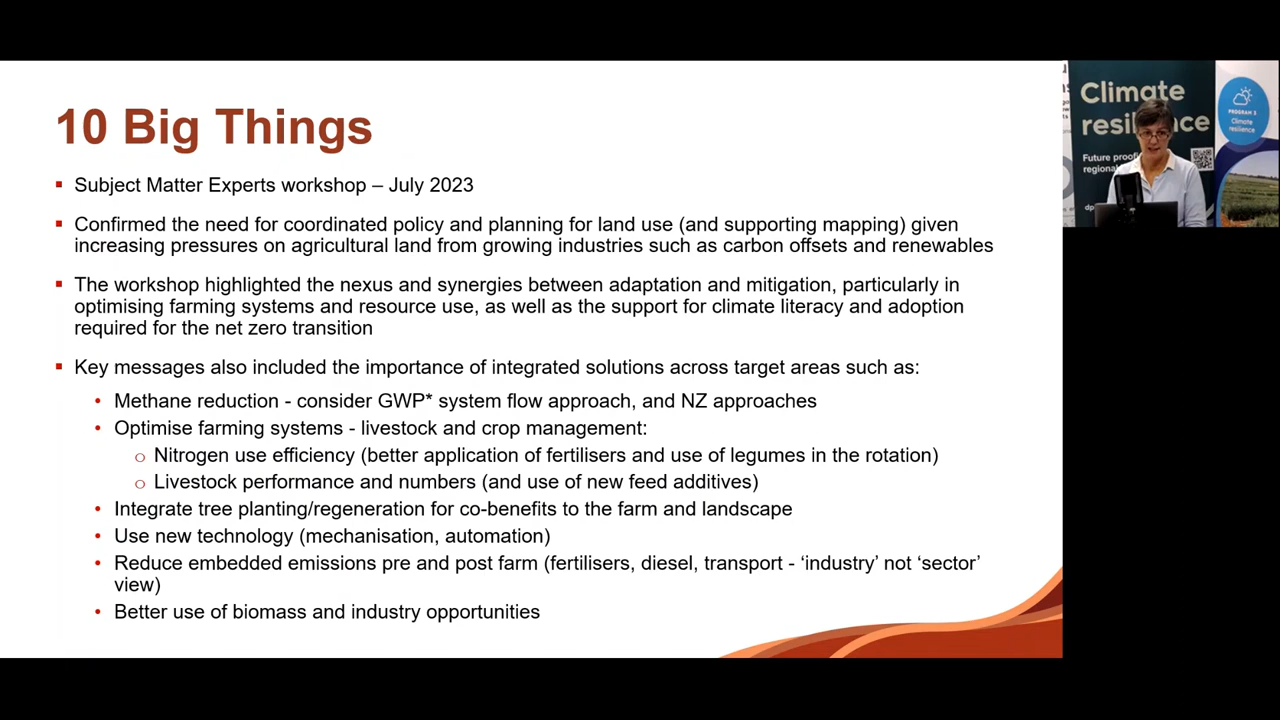 10 Big Things
Subject Matter Experts workshop – July 2023
Confirmed the need for coordinated policy and planning for land use (and supporting mapping) given
increasing pressures on agricultural land from growing industries such as carbon offsets and renewables
The workshop highlighted the nexus and synergies between adaptation and mitigation, particularly in
optimising farming systems and resource use, as well as the support for climate literacy and adoption
required for the net zero transition
Key messages also included the importance of integrated solutions across target areas such as:
Methane reduction - consider GWP* system flow approach, and NZ approaches
Optimise farming systems - livestock and crop management:
Nitrogen use efficiency (better application of fertilisers and use of legumes in the rotation)
Livestock performance and numbers (and use of new feed additives)
Integrate tree planting/regeneration for co-benefits to the farm and landscape
Use new technology (mechanisation, automation)
Reduce embedded emissions pre and post farm (fertilisers, diesel, transport - ‘industry’ not ‘sector’
view)
Better use of biomass and industry opportunities
Climate
Future
regional
PROGRAM 3
Climate
resilience